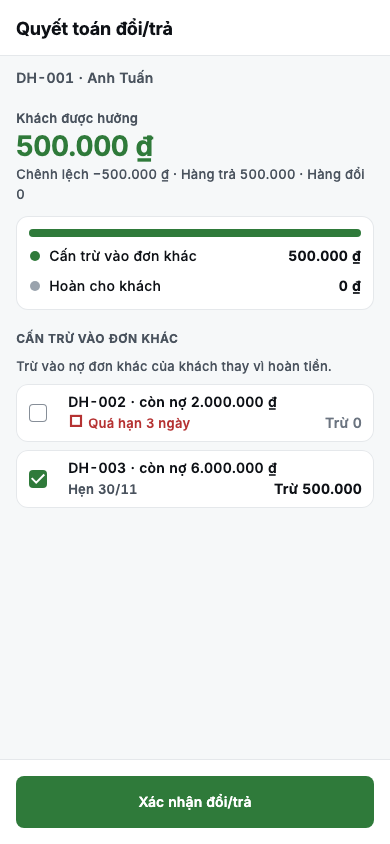 Quyết toán đổi/trả
DH-001 · Anh Tuấn
Khách được hưởng
500.000 ₫
Chênh lệch −500.000 ₫ · Hàng trả 500.000 · Hàng đổi
0
Cấn trừ vào đơn khác 500.000 ₫
Hoàn cho khách 0 ₫
CẤN TRỪ VÀO ĐƠN KHÁC
Trừ vào nợ đơn khác của khách thay vì hoàn tiền.
DH-002 · còn nợ 2.000.000 ₫
Quá hạn 3 ngày Trừ 0
DH-003 · còn nợ 6.000.000 ₫
Hẹn 30/11 Trừ 500.000
Xác nhận đổi/trả